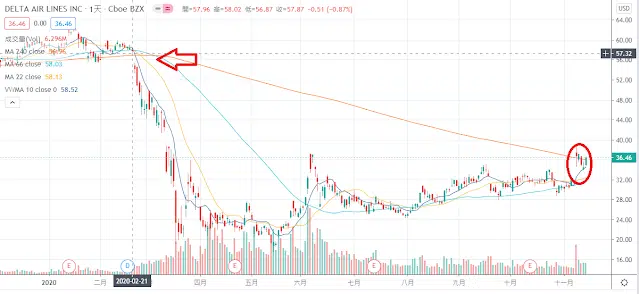 DELTA AIR LINES INC · 1天 · Cboe BZX
開=57.96 高=58.02 低=56.87 收=57.87 -0.51 (-0.87%)
USD
36.46 0.00 36.46
成交量(Vol) 6.296M
MA 240 close
MA 66 close 58.03
MA 22 close 58.33
VWMA 10 close 0 58.52
64.00
60.00
57.32
56.00
52.00
48.00
44.00
40.00
36.46
32.00
28.00
24.00
20.00
16.00
E D E E E
2020 二月 2020-02-21 四月 五月 六月 七月 八月 九月 十月 十一月